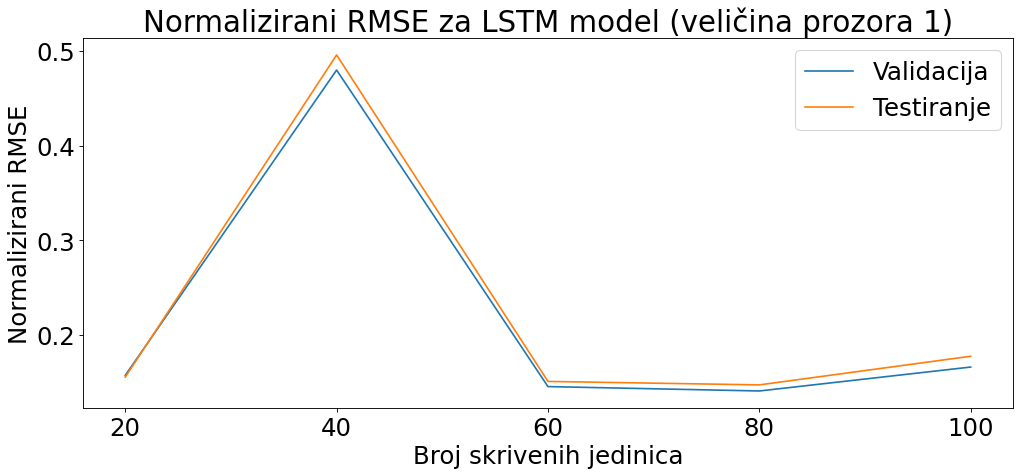 Normalizirani RMSE za LSTM model (veličina prozora 1)
Validacija
Testiranje
Normalizirani RMSE
0.5
0.4
0.3
0.2
20 40 60 80 100
Broj skrivenih jedinica